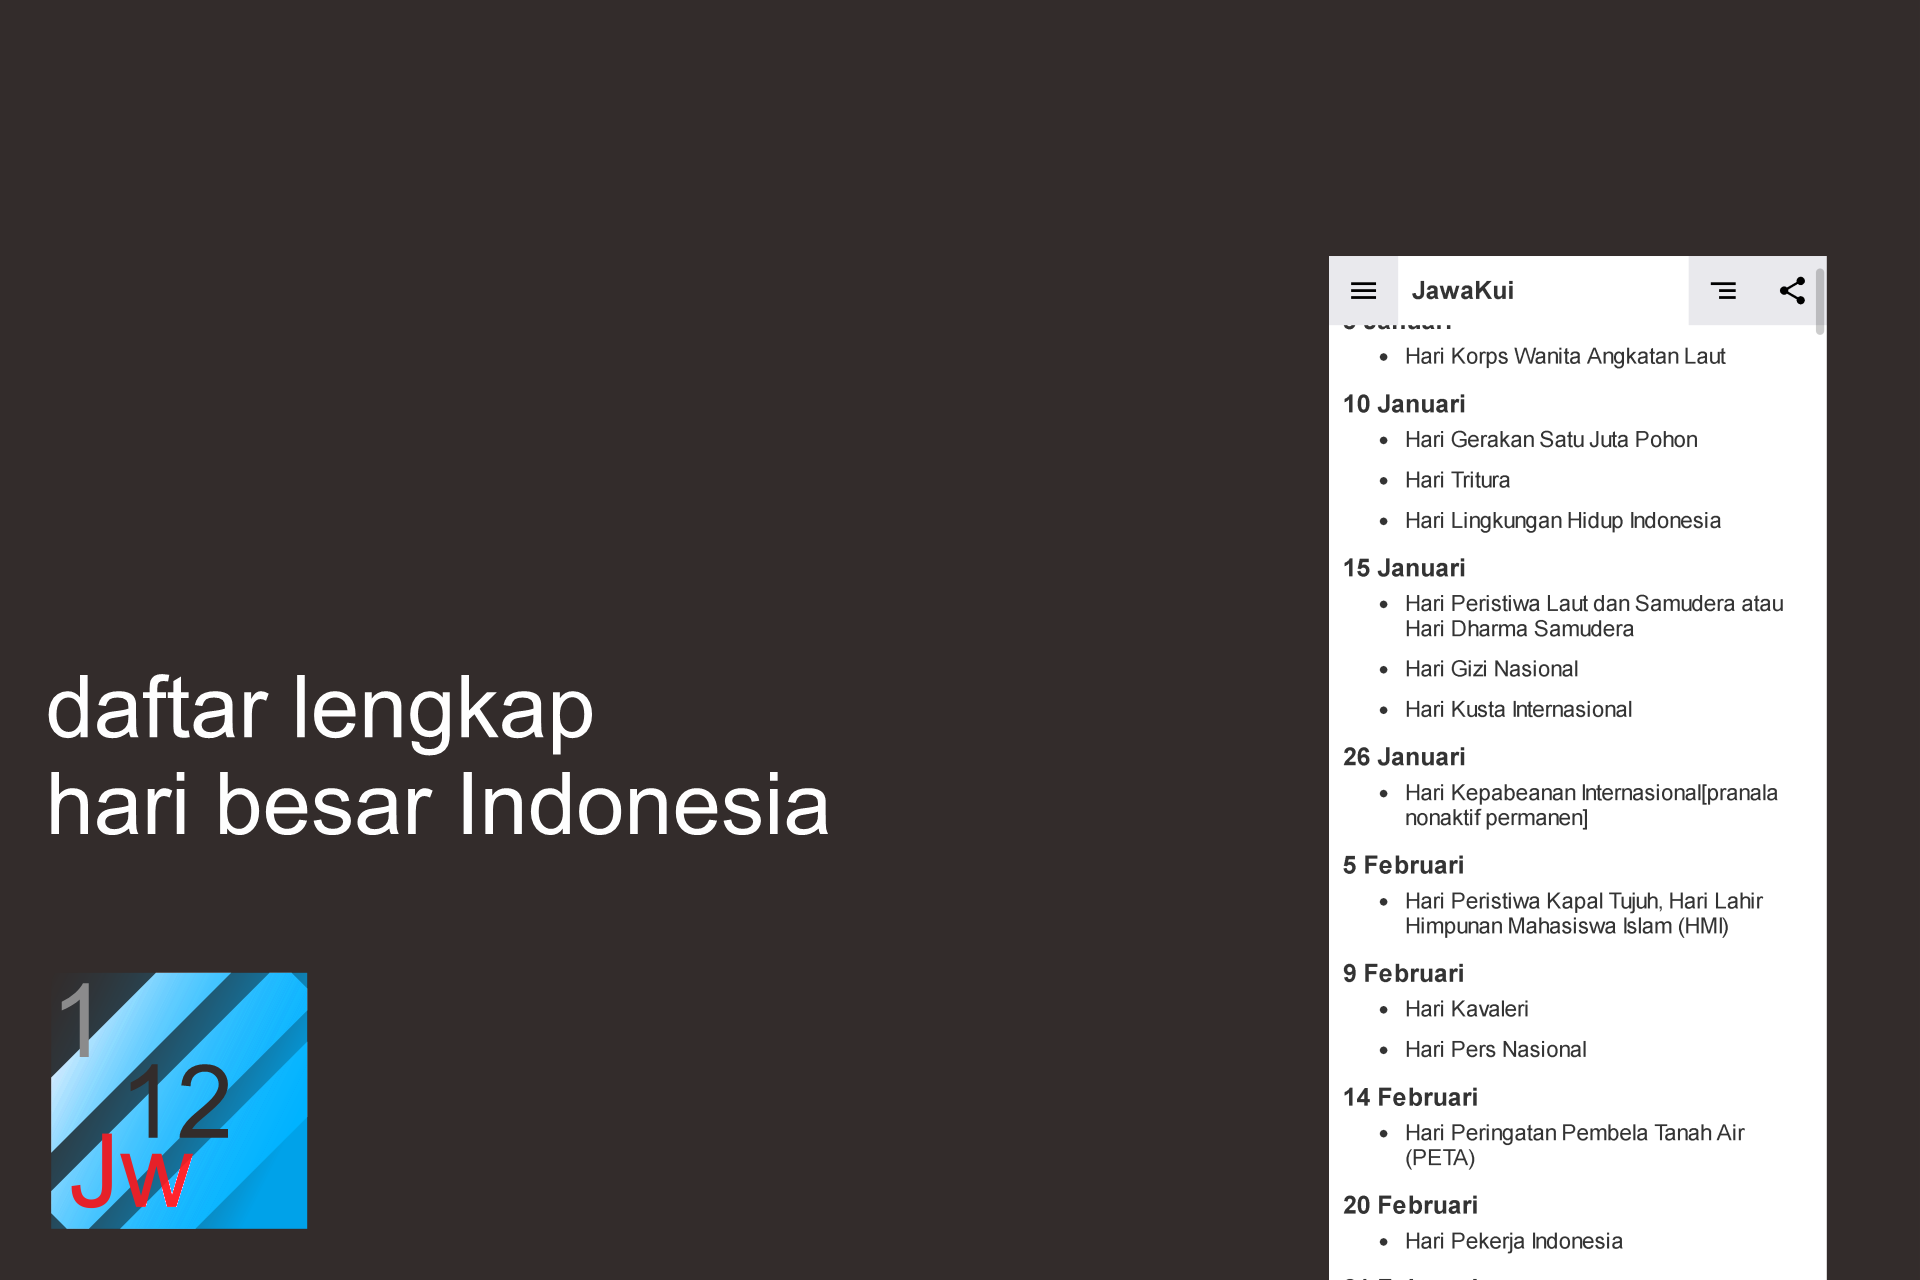 daftar lengkap
hari besar Indonesia
1
12
Jw
JawaKui
Januari
Hari Korps Wanita Angkatan Laut
10 Januari
Hari Gerakan Satu Juta Pohon
Hari Tritura
Hari Lingkungan Hidup Indonesia
15 Januari
Hari Peristiwa Laut dan Samudera atau
Hari Dharma Samudera
Hari Gizi Nasional
Hari Kusta Internasional
26 Januari
Hari Kepabeanan Internasional[pranala
nonaktif permanen]
5 Februari
Hari Peristiwa Kapal Tujuh, Hari Lahir
Himpunan Mahasiswa Islam (HMI)
9 Februari
Hari Kavaleri
Hari Pers Nasional
14 Februari
Hari Peringatan Pembela Tanah Air
(PETA)
20 Februari
Hari Pekerja Indonesia